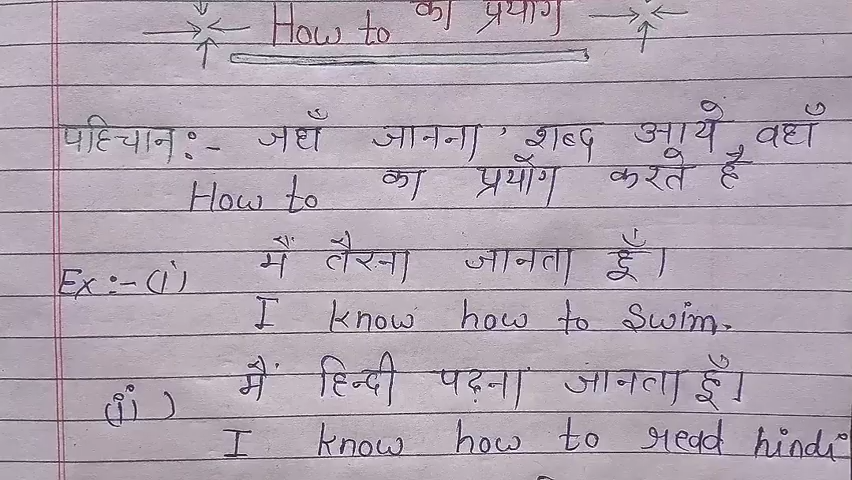 How to का प्रयोग
पहिचान:- जहाँ जानना' शब्द आये वहाँ
How to का प्रयोग करते है
Ex:- (i) मैं तैरना जानता हूँ।
I know how to swim.
(ii) मैं हिन्दी पढ़ना जानता हूँ।
I know how to read hindi